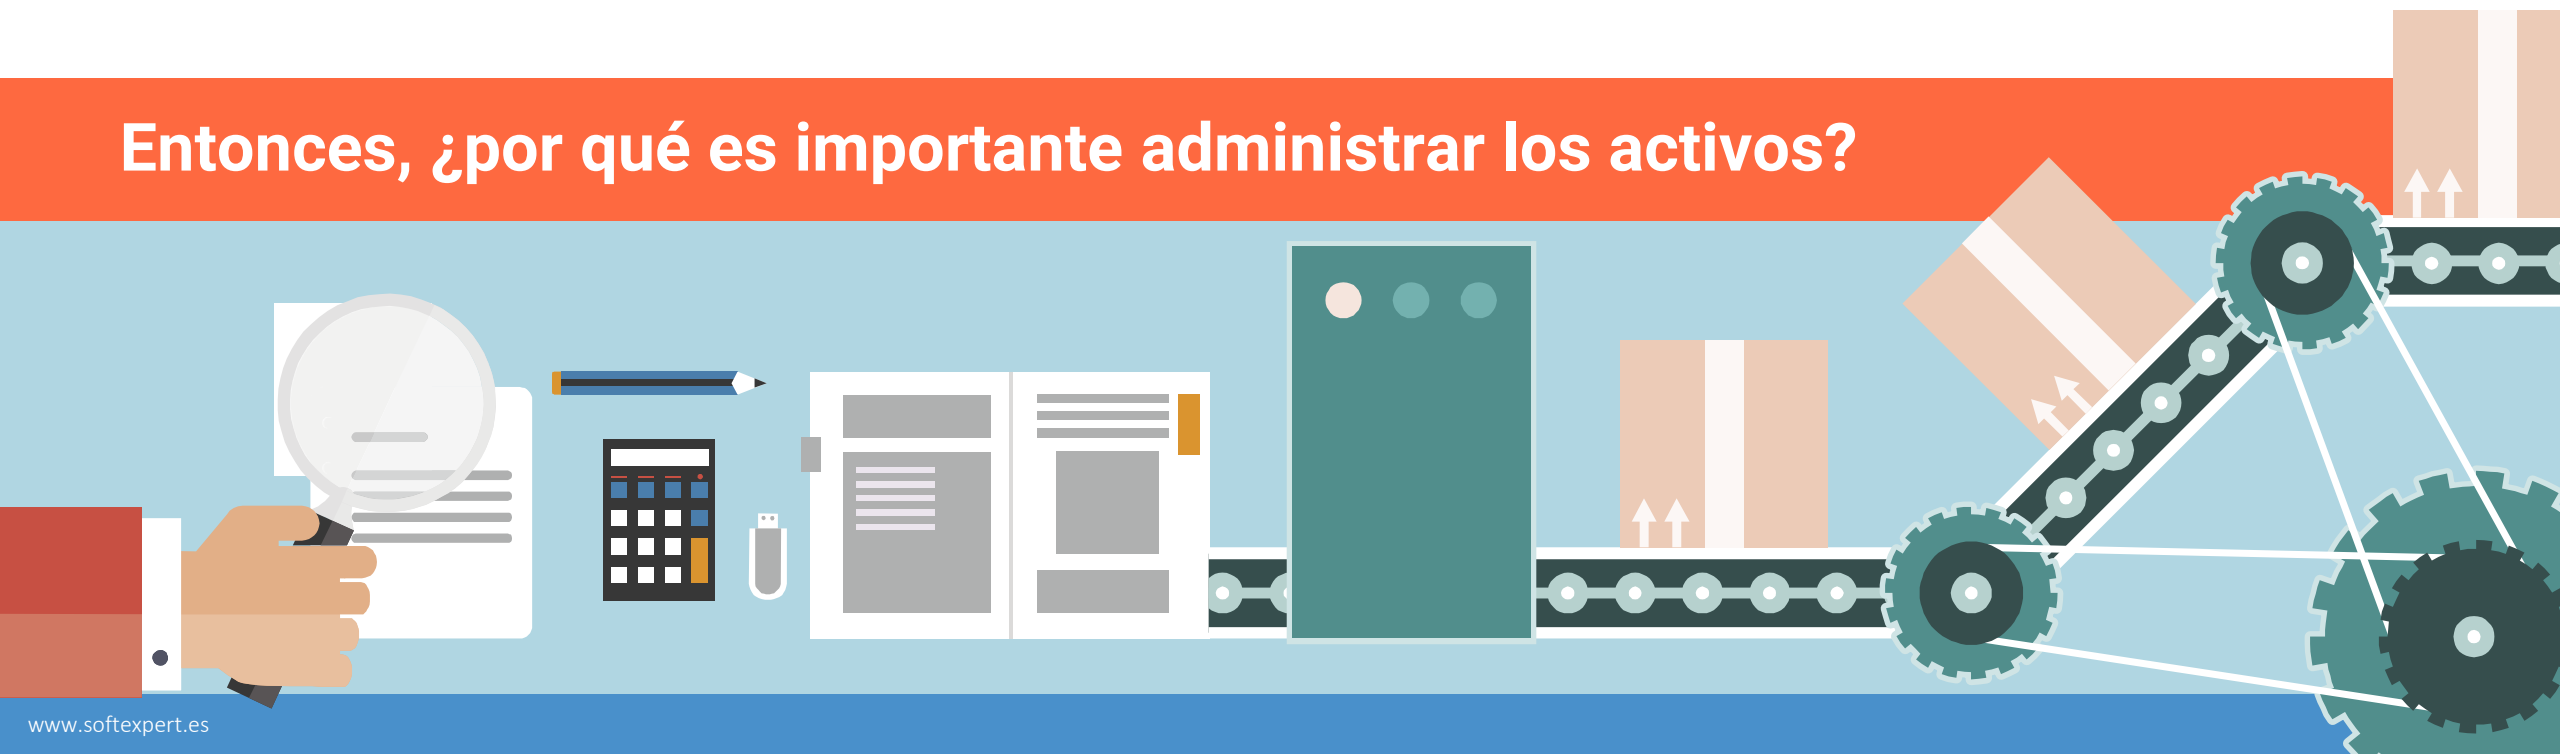 Entonces, ¿por qué es importante administrar los activos?
www.softexpert.es